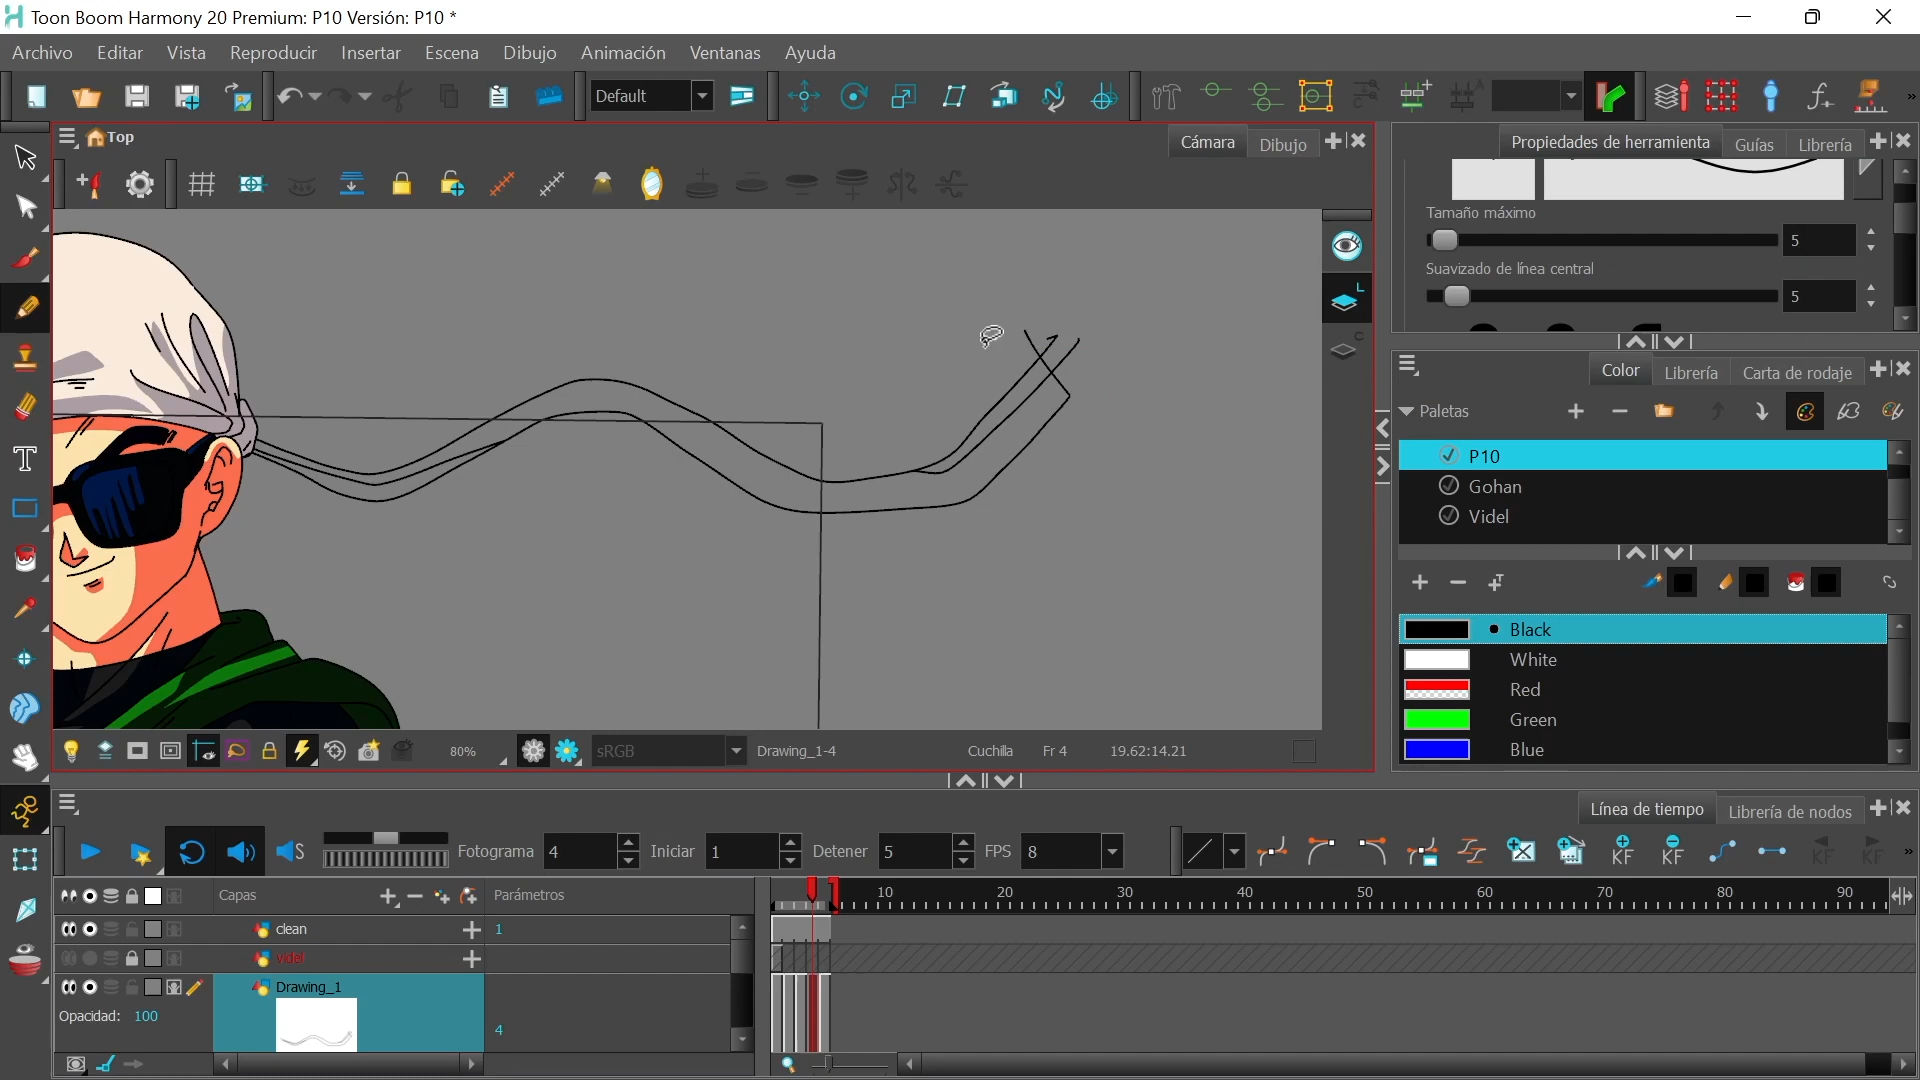 Toon Boom Harmony 20 Premium: P10 Versión: P10 *
Archivo Editar Vista Reproducir Insertar Escena Dibujo Animación Ventanas Ayuda
Default
Top
Cámara Dibujo
Propiedades de herramienta Guías Librería
Tamaño máximo
5
Suavizado de línea central
5
L
C
Color Librería Carta de rodaje
Paletas
P10
Gohan
Videl
Black
White
Red
Green
Blue
80% sRGB Drawing_1-4 Cuchilla Fr 4 19.62:14.21
Línea de tiempo Librería de nodos
S Fotograma 4 Iniciar 1 Detener 5 FPS 8 KF KF KF KF
Capas Parámetros 10 20 30 40 50 60 70 80 90
clean 1
videl
Drawing_1
Opacidad: 100
4